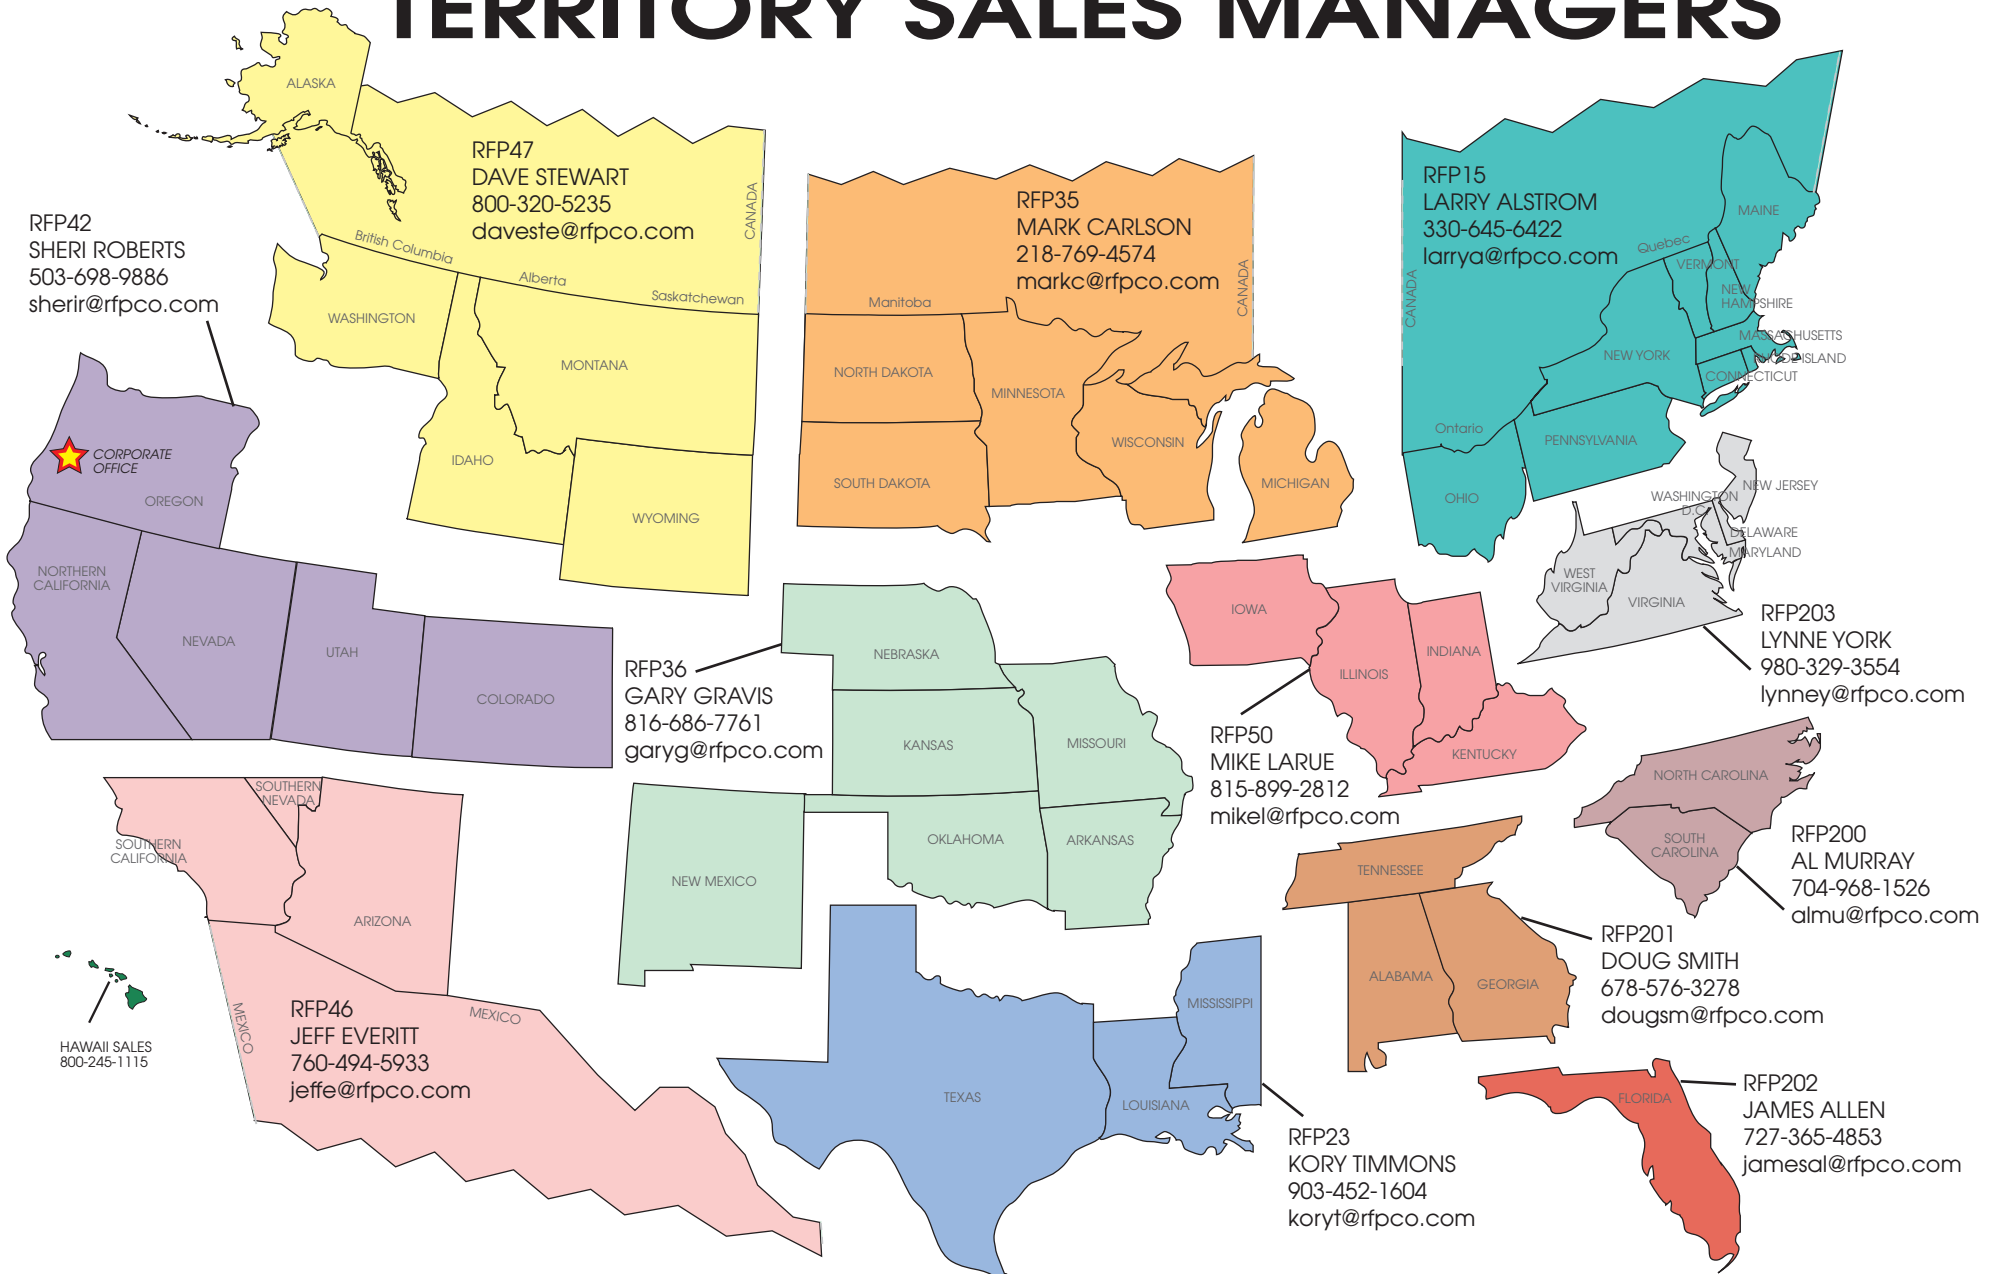 TERRITORY SALES MANAGERS
ALASKA
RFP47
DAVE STEWART
800-320-5235
daveste@rfpco.com
CANADA
British Columbia
Alberta
Saskatchewan
WASHINGTON
MONTANA
IDAHO
WYOMING
RFP42
SHERI ROBERTS
503-698-9886
sherir@rfpco.com
CORPORATE
OFFICE
OREGON
NORTHERN
CALIFORNIA
NEVADA
UTAH
COLORADO
RFP35
MARK CARLSON
218-769-4574
markc@rfpco.com
CANADA
Manitoba
NORTH DAKOTA
MINNESOTA
SOUTH DAKOTA
WISCONSIN
MICHIGAN
RFP15
LARRY ALSTROM
330-645-6422
larrya@rfpco.com
CANADA
Quebec
Ontario
MAINE
VERMONT
NEW
HAMPSHIRE
MASSACHUSETTS
RHODE ISLAND
CONNECTICUT
NEW YORK
PENNSYLVANIA
OHIO
NEW JERSEY
WASHINGTON
D.C.
DELAWARE
MARYLAND
WEST
VIRGINIA
VIRGINIA
RFP203
LYNNE YORK
980-329-3554
lynney@rfpco.com
RFP36
GARY GRAVIS
816-686-7761
garyg@rfpco.com
NEBRASKA
KANSAS
MISSOURI
OKLAHOMA
ARKANSAS
NEW MEXICO
IOWA
ILLINOIS
INDIANA
KENTUCKY
RFP50
MIKE LARUE
815-899-2812
mikel@rfpco.com
NORTH CAROLINA
SOUTH
CAROLINA
RFP200
AL MURRAY
704-968-1526
almu@rfpco.com
SOUTHERN
NEVADA
SOUTHERN
CALIFORNIA
ARIZONA
MEXICO
MEXICO
RFP46
JEFF EVERITT
760-494-5933
jeffe@rfpco.com
HAWAII SALES
800-245-1115
TENNESSEE
ALABAMA
GEORGIA
RFP201
DOUG SMITH
678-576-3278
dougsm@rfpco.com
MISSISSIPPI
TEXAS
LOUISIANA
RFP23
KORY TIMMONS
903-452-1604
koryt@rfpco.com
FLORIDA
RFP202
JAMES ALLEN
727-365-4853
jamesal@rfpco.com